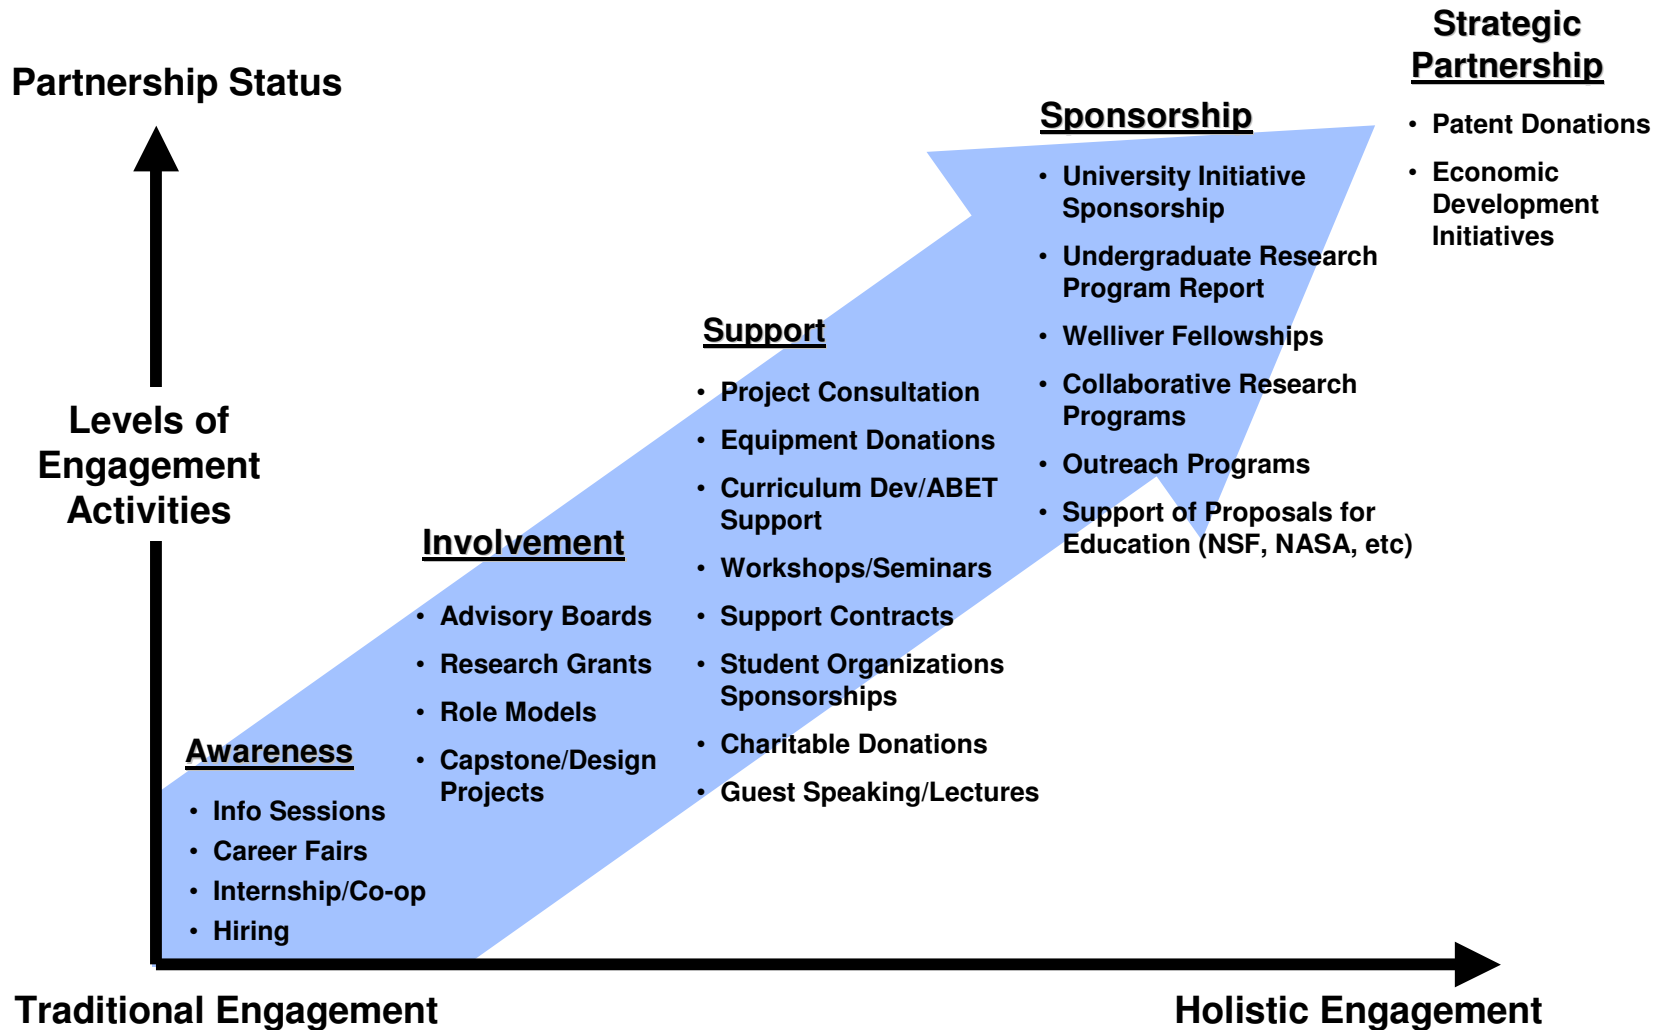 Strategic
Partnership
• Patent Donations
• Economic
Development
Initiatives
Partnership Status
Sponsorship
• University Initiative
Sponsorship
• Undergraduate Research
Program Report
• Welliver Fellowships
• Collaborative Research
Programs
• Outreach Programs
• Support of Proposals for
Education (NSF, NASA, etc)
Support
• Project Consultation
• Equipment Donations
• Curriculum Dev/ABET
Support
• Workshops/Seminars
• Support Contracts
• Student Organizations
Sponsorships
• Charitable Donations
• Guest Speaking/Lectures
Levels of
Engagement
Activities
Involvement
• Advisory Boards
• Research Grants
• Role Models
• Capstone/Design
Projects
Awareness
• Info Sessions
• Career Fairs
• Internship/Co-op
• Hiring
Traditional Engagement
Holistic Engagement